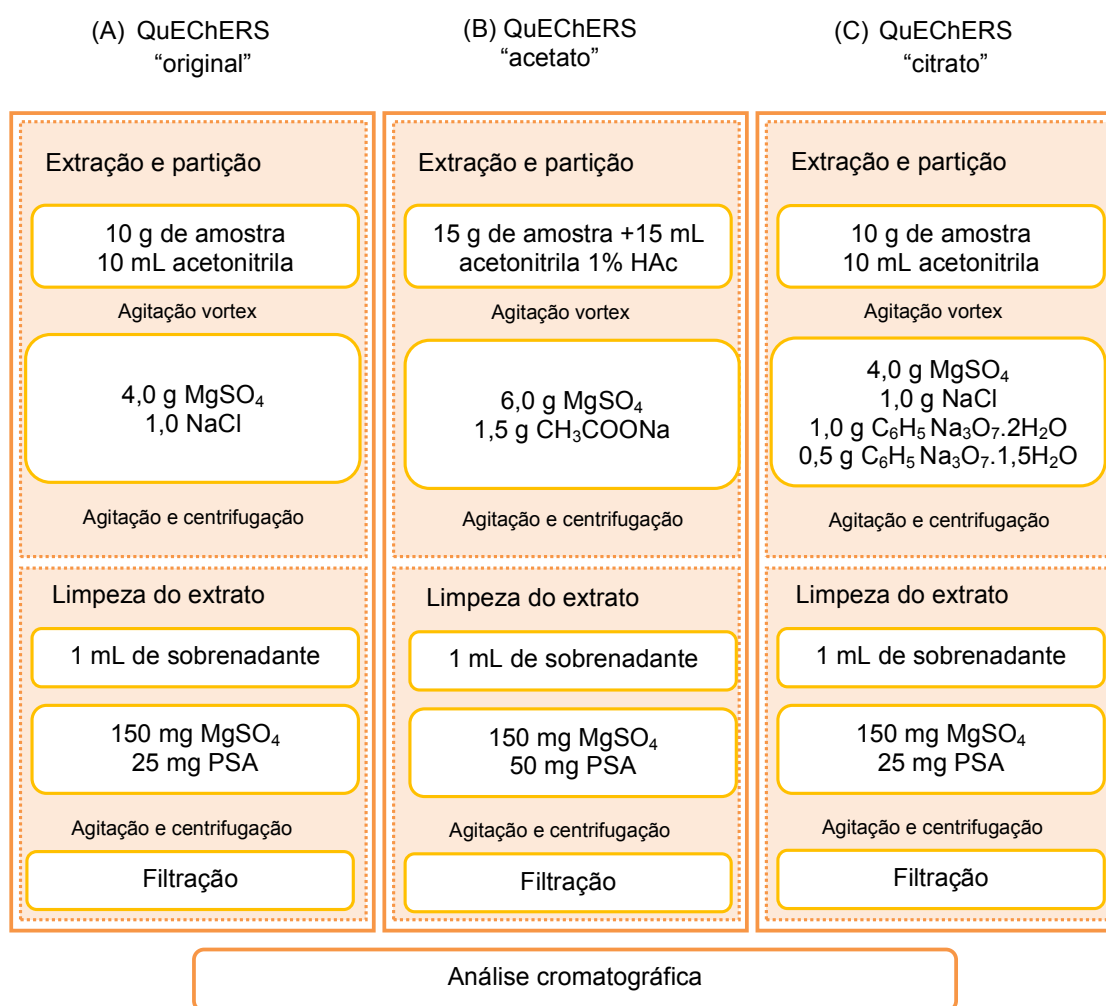 (A) QuEChERS
“original”
Extração e partição
10 g de amostra
10 mL acetonitrila
Agitação vortex
4,0 g MgSO₄
1,0 NaCl
Agitação e centrifugação
Limpeza do extrato
1 mL de sobrenadante
150 mg MgSO₄
25 mg PSA
Agitação e centrifugação
Filtração
(B) QuEChERS
“acetato”
Extração e partição
15 g de amostra +15 mL
acetonitrila 1% HAc
Agitação vortex
6,0 g MgSO₄
1,5 g CH₃COONa
Agitação e centrifugação
Limpeza do extrato
1 mL de sobrenadante
150 mg MgSO₄
50 mg PSA
Agitação e centrifugação
Filtração
(C) QuEChERS
“citrato”
Extração e partição
10 g de amostra
10 mL acetonitrila
Agitação vortex
4,0 g MgSO₄
1,0 g NaCl
1,0 g C₆H₅ Na₃O₇.2H₂O
0,5 g C₆H₅ Na₃O₇.1,5H₂O
Agitação e centrifugação
Limpeza do extrato
1 mL de sobrenadante
150 mg MgSO₄
25 mg PSA
Agitação e centrifugação
Filtração
Análise cromatográfica